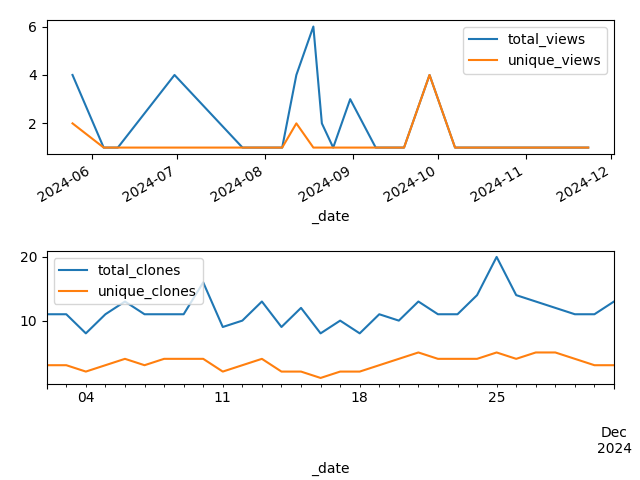 6
4
2
total_views
unique_views
2024-06
2024-07
2024-08
2024-09
2024-10
2024-11
2024-12
_date
20
10
total_clones
unique_clones
04
11
18
25
Dec
2024
_date